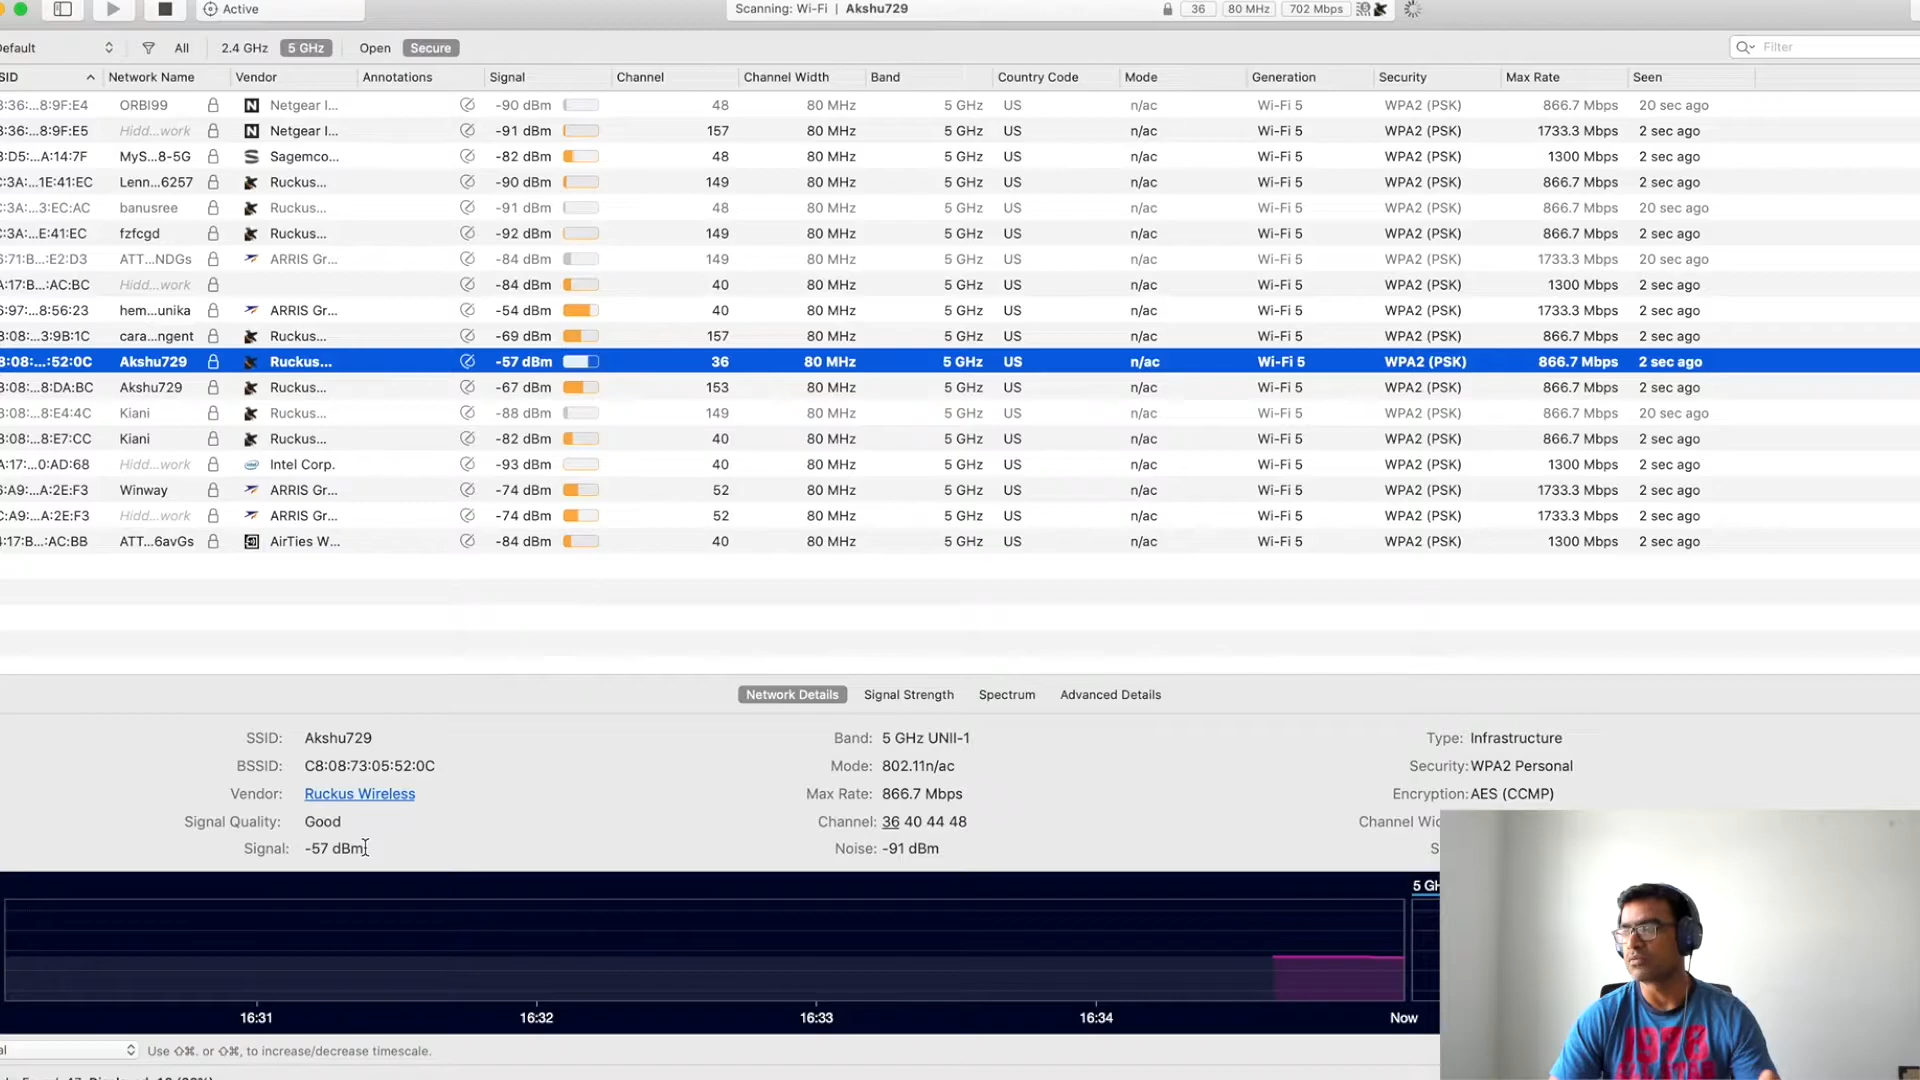 Active Scanning: Wi-Fi | Akshu729 36 80 MHz 702 Mbps
Default All 2.4 GHz 5 GHz Open Secure Filter
SID Network Name Vendor Annotations Signal Channel Channel Width Band Country Code Mode Generation Security Max Rate Seen
:36:...8:9F:E4 ORBI99 N Netgear I... -90 dBm 48 80 MHz 5 GHz US n/ac Wi-Fi 5 WPA2 (PSK) 866.7 Mbps 20 sec ago
:36:...8:9F:E5 Hidd...work N Netgear I... -91 dBm 157 80 MHz 5 GHz US n/ac Wi-Fi 5 WPA2 (PSK) 1733.3 Mbps 2 sec ago
:D5:...A:14:7F MyS...8-5G Sagemco... -82 dBm 48 80 MHz 5 GHz US n/ac Wi-Fi 5 WPA2 (PSK) 1300 Mbps 2 sec ago
:3A:...1E:41:EC Lenn...6257 Ruckus... -90 dBm 149 80 MHz 5 GHz US n/ac Wi-Fi 5 WPA2 (PSK) 866.7 Mbps 2 sec ago
:3A:...3:EC:AC banusree Ruckus... -91 dBm 48 80 MHz 5 GHz US n/ac Wi-Fi 5 WPA2 (PSK) 866.7 Mbps 20 sec ago
:3A:...E:41:EC fzfcgd Ruckus... -92 dBm 149 80 MHz 5 GHz US n/ac Wi-Fi 5 WPA2 (PSK) 866.7 Mbps 2 sec ago
:71:B...:E2:D3 ATT...NDGs ARRIS Gr... -84 dBm 149 80 MHz 5 GHz US n/ac Wi-Fi 5 WPA2 (PSK) 1733.3 Mbps 20 sec ago
:17:B...:AC:BC Hidd...work -84 dBm 40 80 MHz 5 GHz US n/ac Wi-Fi 5 WPA2 (PSK) 1300 Mbps 2 sec ago
:97:...8:56:23 hem...unika ARRIS Gr... -54 dBm 40 80 MHz 5 GHz US n/ac Wi-Fi 5 WPA2 (PSK) 1733.3 Mbps 2 sec ago
:08:...3:9B:1C cara...ngent Ruckus... -69 dBm 157 80 MHz 5 GHz US n/ac Wi-Fi 5 WPA2 (PSK) 866.7 Mbps 2 sec ago
:08:...:52:0C Akshu729 Ruckus... -57 dBm 36 80 MHz 5 GHz US n/ac Wi-Fi 5 WPA2 (PSK) 866.7 Mbps 2 sec ago
:08:...8:DA:BC Akshu729 Ruckus... -67 dBm 153 80 MHz 5 GHz US n/ac Wi-Fi 5 WPA2 (PSK) 866.7 Mbps 2 sec ago
:08:...8:E4:4C Kiani Ruckus... -88 dBm 149 80 MHz 5 GHz US n/ac Wi-Fi 5 WPA2 (PSK) 866.7 Mbps 20 sec ago
:08:...8:E7:CC Kiani Ruckus... -82 dBm 40 80 MHz 5 GHz US n/ac Wi-Fi 5 WPA2 (PSK) 866.7 Mbps 2 sec ago
:17:...0:AD:68 Hidd...work Intel Corp. -93 dBm 40 80 MHz 5 GHz US n/ac Wi-Fi 5 WPA2 (PSK) 1300 Mbps 2 sec ago
:A9:...A:2E:F3 Winway ARRIS Gr... -74 dBm 52 80 MHz 5 GHz US n/ac Wi-Fi 5 WPA2 (PSK) 1733.3 Mbps 2 sec ago
:A9:...A:2E:F3 Hidd...work ARRIS Gr... -74 dBm 52 80 MHz 5 GHz US n/ac Wi-Fi 5 WPA2 (PSK) 1733.3 Mbps 2 sec ago
:17:B...:AC:BB ATT...6avGs AirTies W... -84 dBm 40 80 MHz 5 GHz US n/ac Wi-Fi 5 WPA2 (PSK) 1300 Mbps 2 sec ago
Network Details Signal Strength Spectrum Advanced Details
SSID: Akshu729 Band: 5 GHz UNII-1 Type: Infrastructure
BSSID: C8:08:73:05:52:0C Mode: 802.11n/ac Security: WPA2 Personal
Vendor: Ruckus Wireless Max Rate: 866.7 Mbps Encryption: AES (CCMP)
Signal Quality: Good Channel: 36 40 44 48 Channel Wi
Signal: -57 dBm Noise: -91 dBm S
5 GH
16:31 16:32 16:33 16:34 Now
Use ⇧⌘. or ⇧⌘, to increase/decrease timescale.